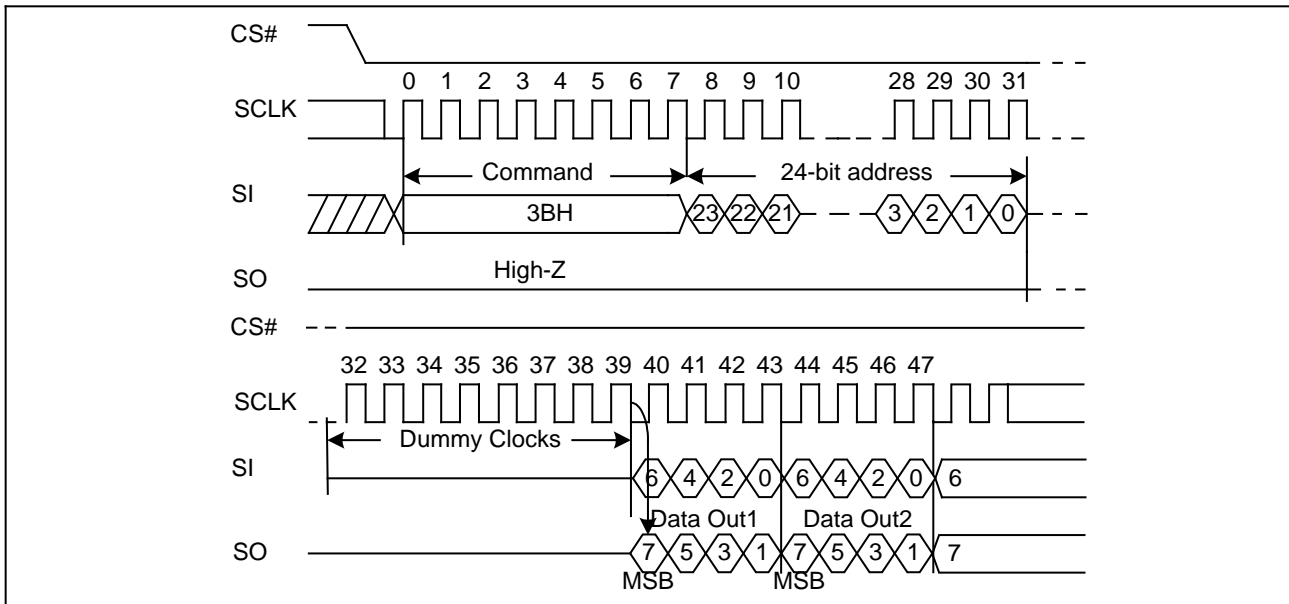 CS#
0 1 2 3 4 5 6 7 8 9 10 28 29 30 31
SCLK
Command 24-bit address
SI
3BH 23 22 21 3 2 1 0
High-Z
SO
CS#
32 33 34 35 36 37 38 39 40 41 42 43 44 45 46 47
SCLK
Dummy Clocks
SI
6 4 2 0 6 4 2 0 6
Data Out1 Data Out2
SO
7 5 3 1 7 5 3 1 7
MSB MSB